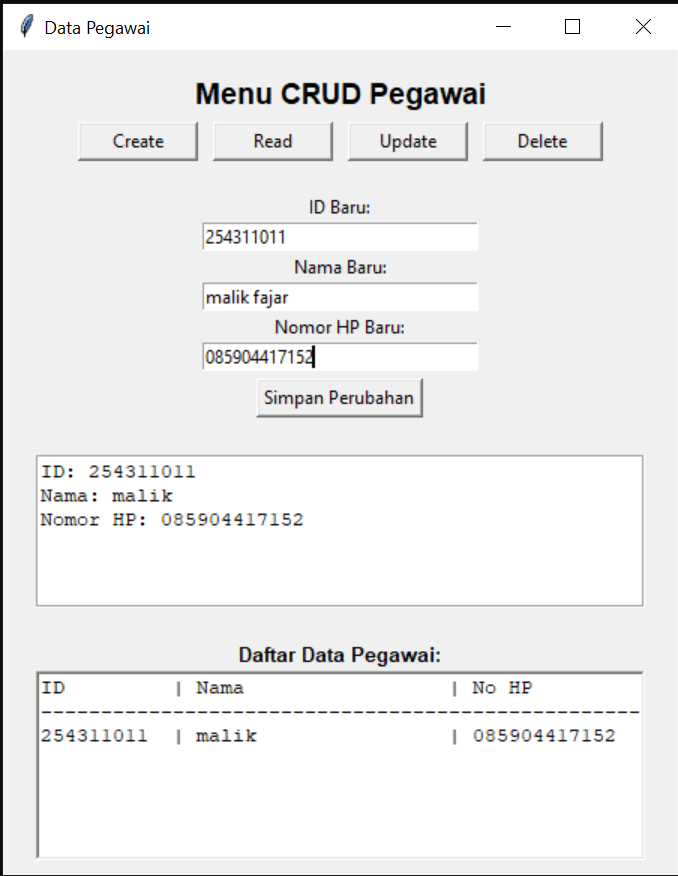 Data Pegawai
Menu CRUD Pegawai
Create Read Update Delete
ID Baru:
254311011
Nama Baru:
malik fajar
Nomor HP Baru:
085904417152
Simpan Perubahan
ID: 254311011
Nama: malik
Nomor HP: 085904417152
Daftar Data Pegawai:
ID | Nama | No HP
--------------------------------------------------
254311011 | malik | 085904417152